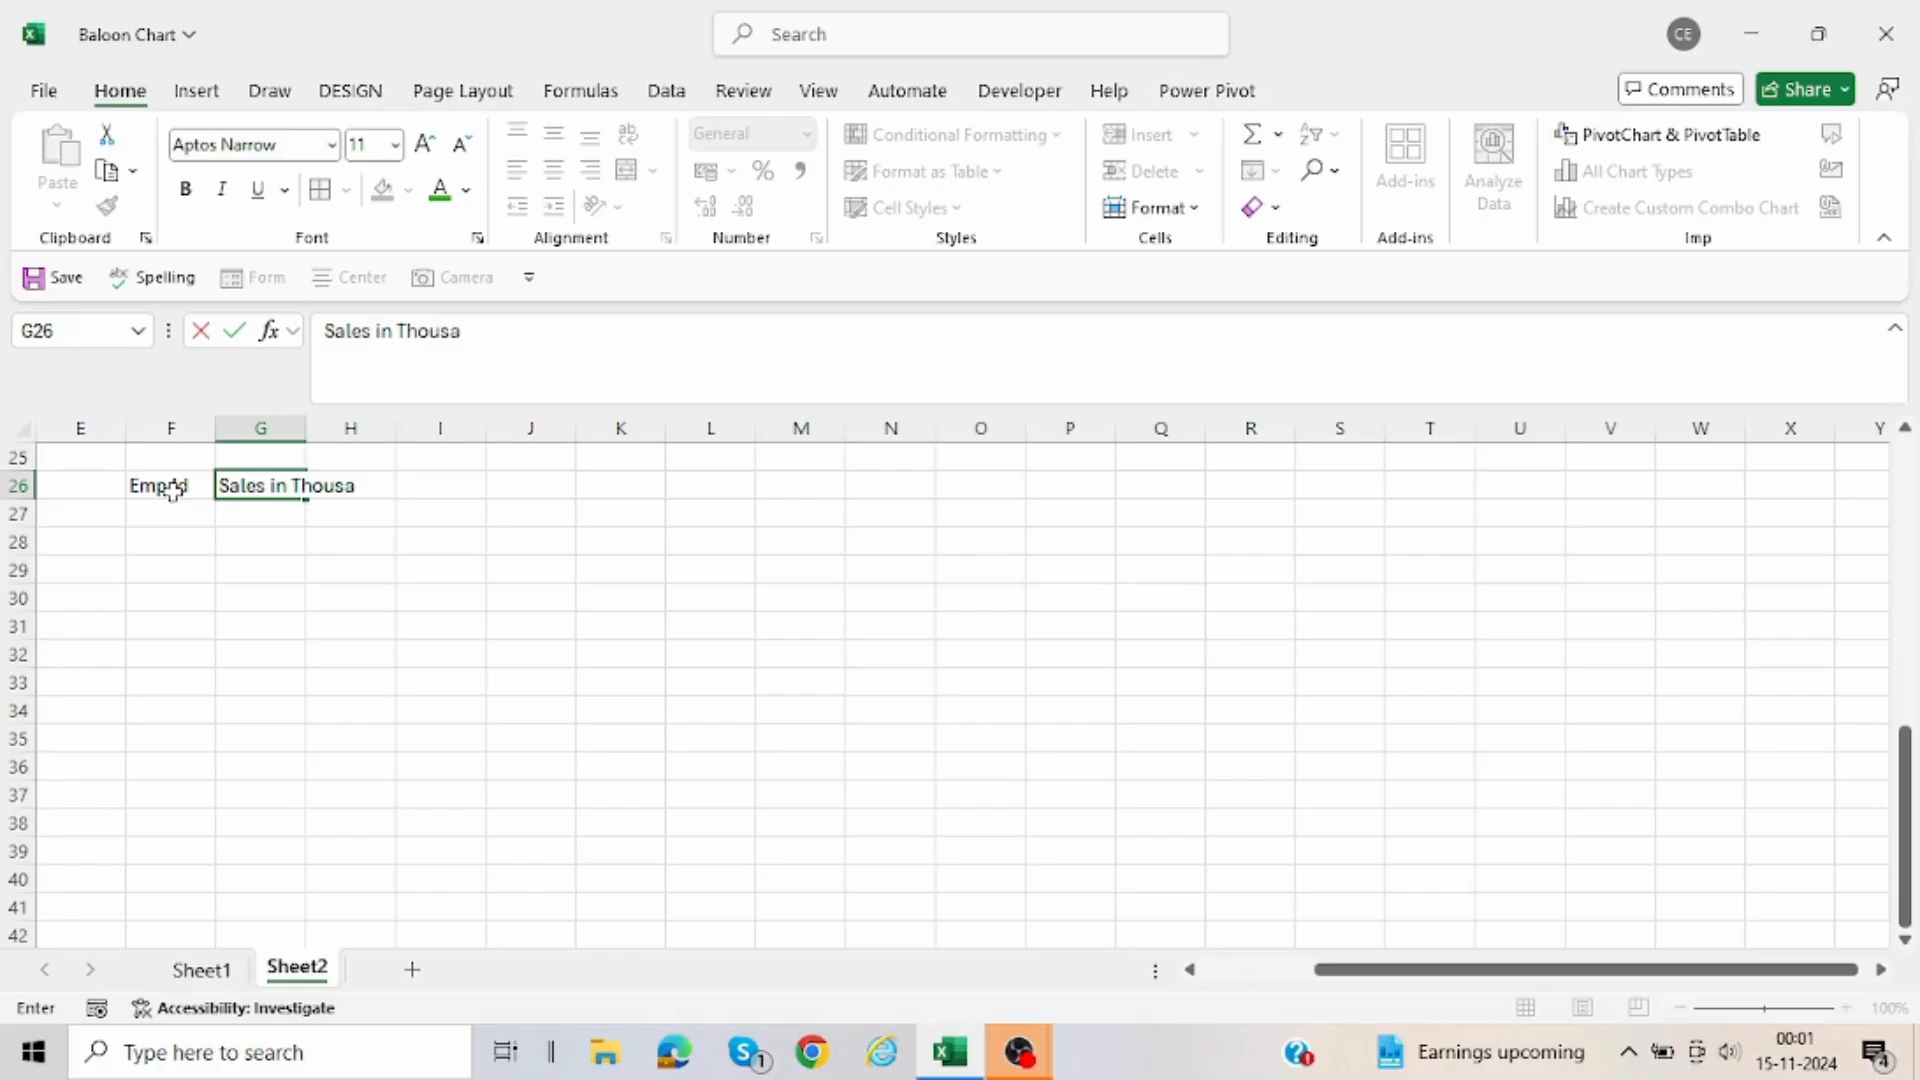 Baloon Chart
Search
CE
File Home Insert Draw DESIGN Page Layout Formulas Data Review View Automate Developer Help Power Pivot
Comments Share
Paste
Clipboard
Aptos Narrow 11
B I U A
Font
ab
Alignment
General
%
Number
Conditional Formatting
Format as Table
Cell Styles
Styles
Insert
Delete
Format
Cells
Editing
Add-ins
Add-ins
Analyze
Data
PivotChart & PivotTable
All Chart Types
Create Custom Combo Chart
Imp
Save Spelling Form Center Camera
G26 fx Sales in Thousa
E F G H I J K L M N O P Q R S T U V W X Y
25
26 Sales in Thousa
27
28
29
30
31
32
33
34
35
36
37
38
39
40
41
42
Sheet1 Sheet2
Enter Accessibility: Investigate 100%
Type here to search
1
Earnings upcoming
00:01
15-11-2024
4